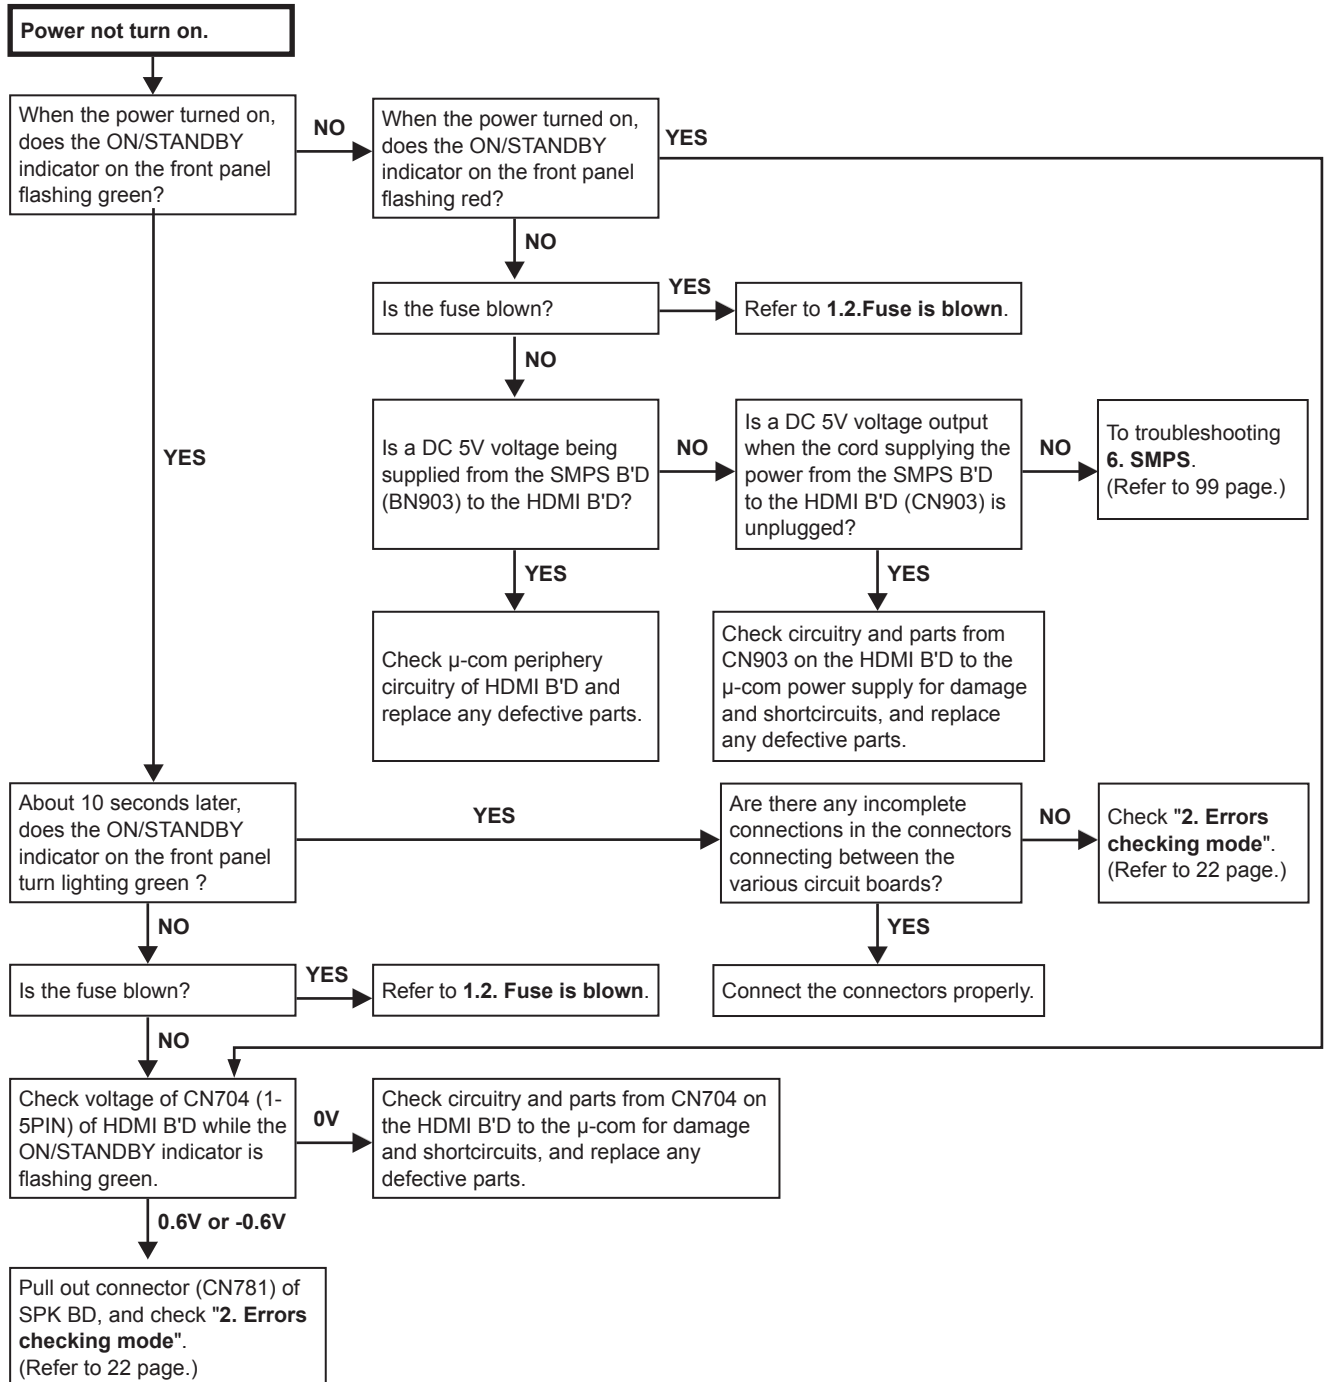 Power not turn on.
When the power turned on,
does the ON/STANDBY
indicator on the front panel
flashing green?
NO
When the power turned on,
does the ON/STANDBY
indicator on the front panel
flashing red?
YES
NO
Is the fuse blown?
YES
Refer to 1.2.Fuse is blown.
NO
YES
Is a DC 5V voltage being
supplied from the SMPS B'D
(BN903) to the HDMI B'D?
NO
Is a DC 5V voltage output
when the cord supplying the
power from the SMPS B'D
to the HDMI B'D (CN903) is
unplugged?
NO
To troubleshooting
6. SMPS.
(Refer to 99 page.)
YES
YES
Check µ-com periphery
circuitry of HDMI B'D and
replace any defective parts.
Check circuitry and parts from
CN903 on the HDMI B'D to the
µ-com power supply for damage
and shortcircuits, and replace
any defective parts.
About 10 seconds later,
does the ON/STANDBY
indicator on the front panel
turn lighting green ?
YES
Are there any incomplete
connections in the connectors
connecting between the
various circuit boards?
NO
Check "2. Errors
checking mode".
(Refer to 22 page.)
NO
YES
Is the fuse blown?
YES
Refer to 1.2. Fuse is blown.
Connect the connectors properly.
NO
Check voltage of CN704 (1-
5PIN) of HDMI B'D while the
ON/STANDBY indicator is
flashing green.
0V
Check circuitry and parts from CN704 on
the HDMI B'D to the µ-com for damage
and shortcircuits, and replace any
defective parts.
0.6V or -0.6V
Pull out connector (CN781) of
SPK BD, and check "2. Errors
checking mode".
(Refer to 22 page.)